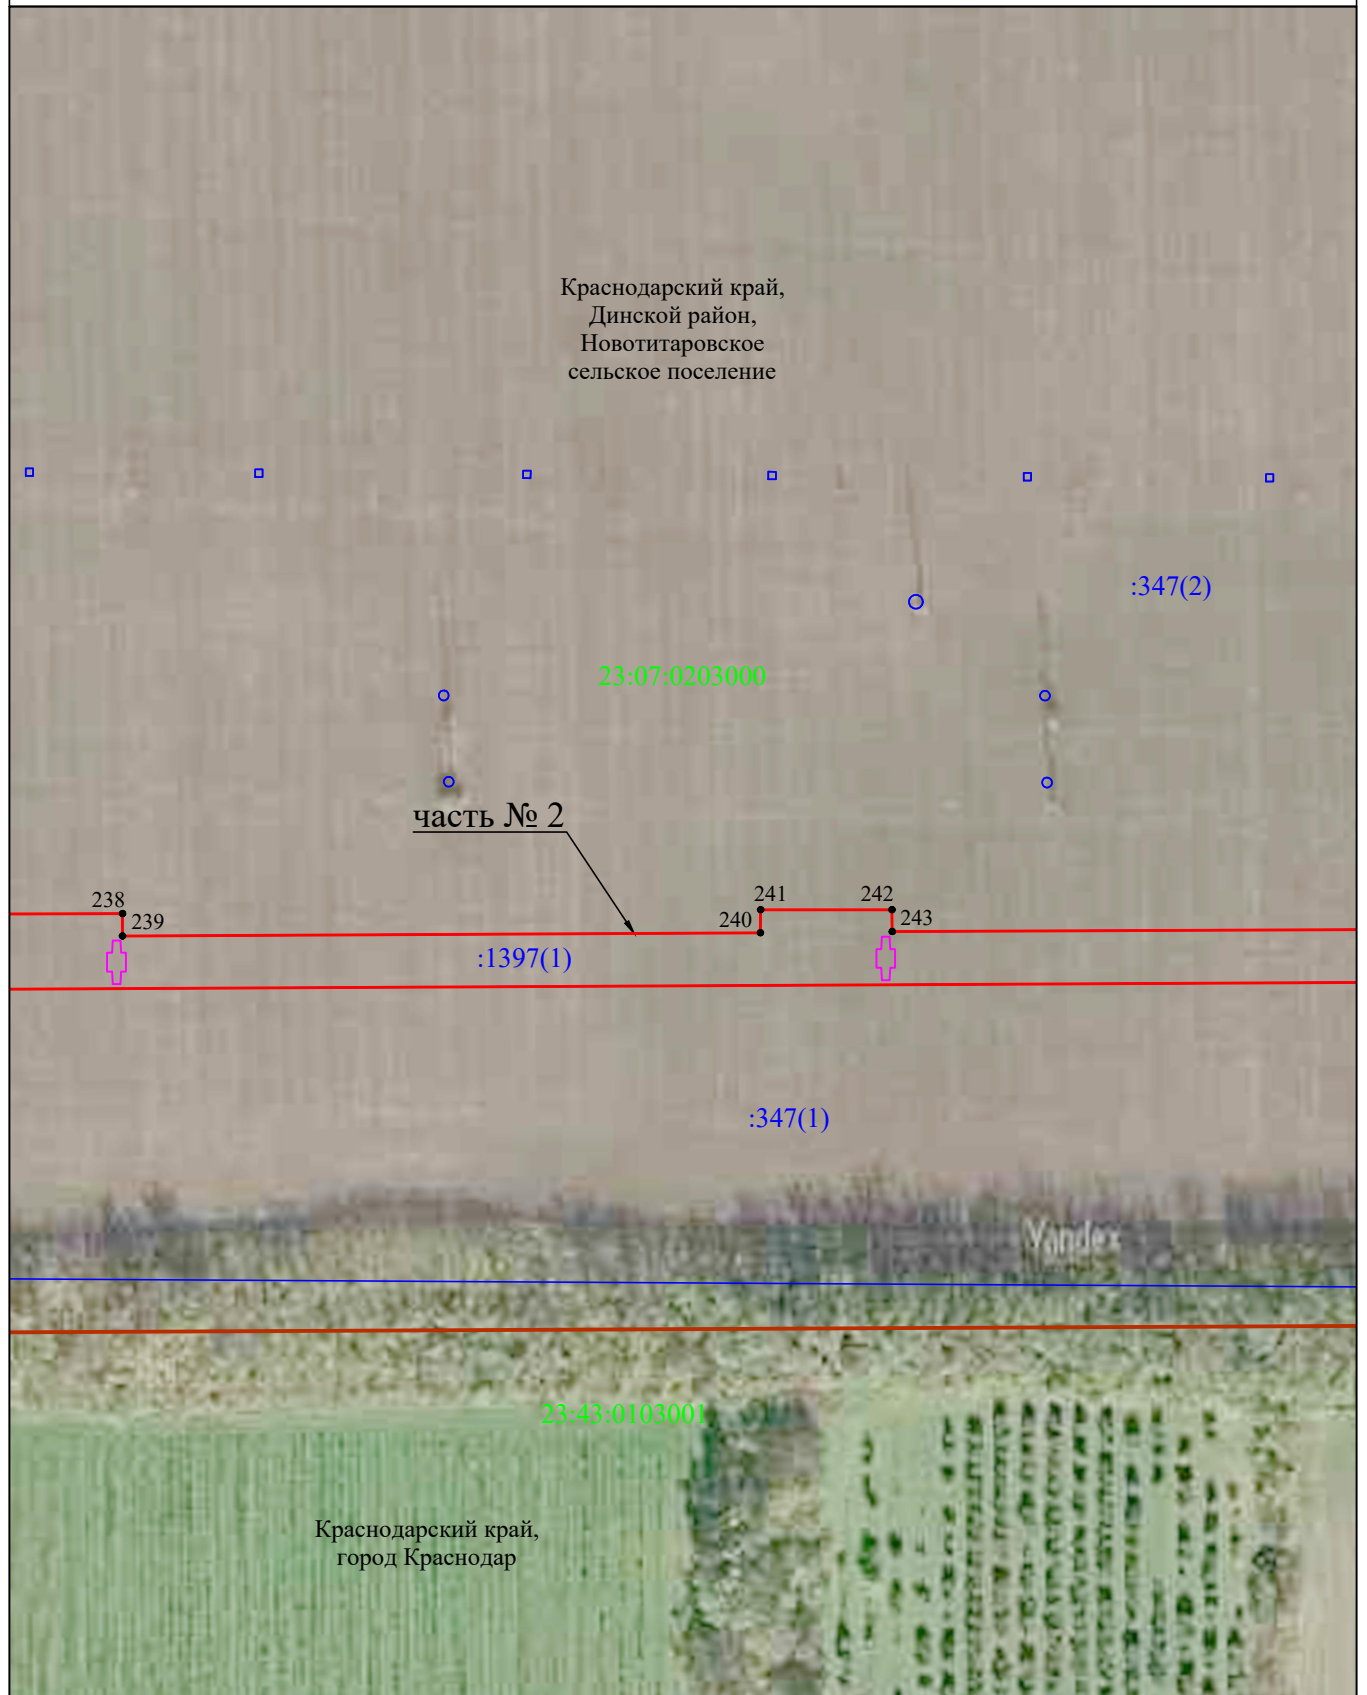 Краснодарский край,
Динской район,
Новотитаровское
сельское поселение
:347(2)
23:07:0203000
часть № 2
238
239
240
241
242
243
:1397(1)
:347(1)
Yandex
23:43:0103001
Краснодарский край,
город Краснодар